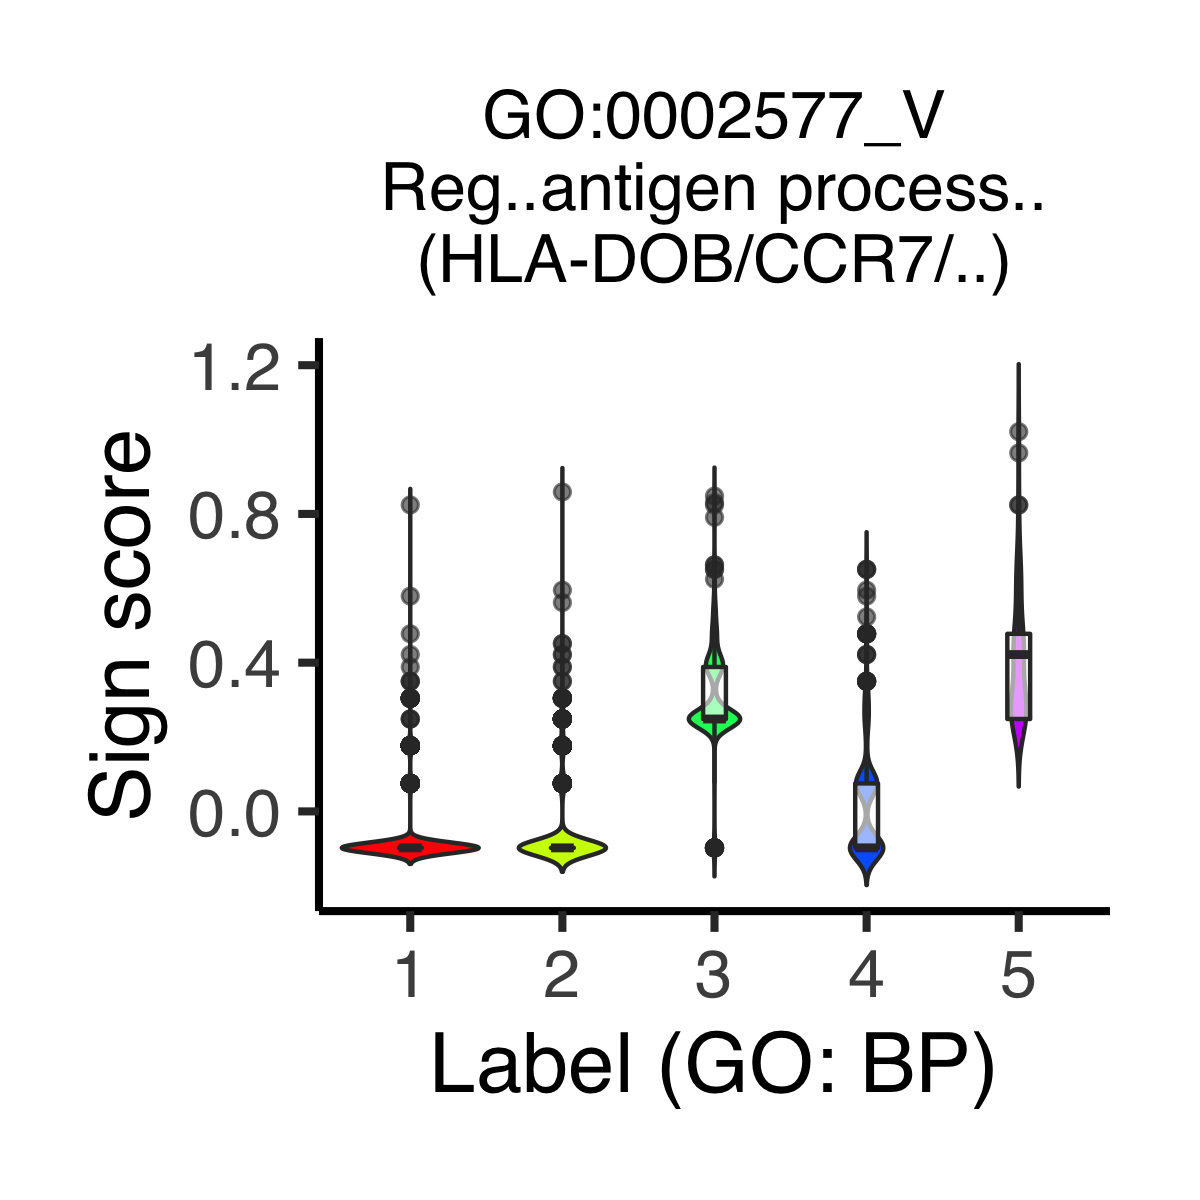 GO:0002577_V
Reg..antigen process..
(HLA-DOB/CCR7/..)
Sign score
1.2
0.8
0.4
0.0
1 2 3 4 5
Label (GO: BP)